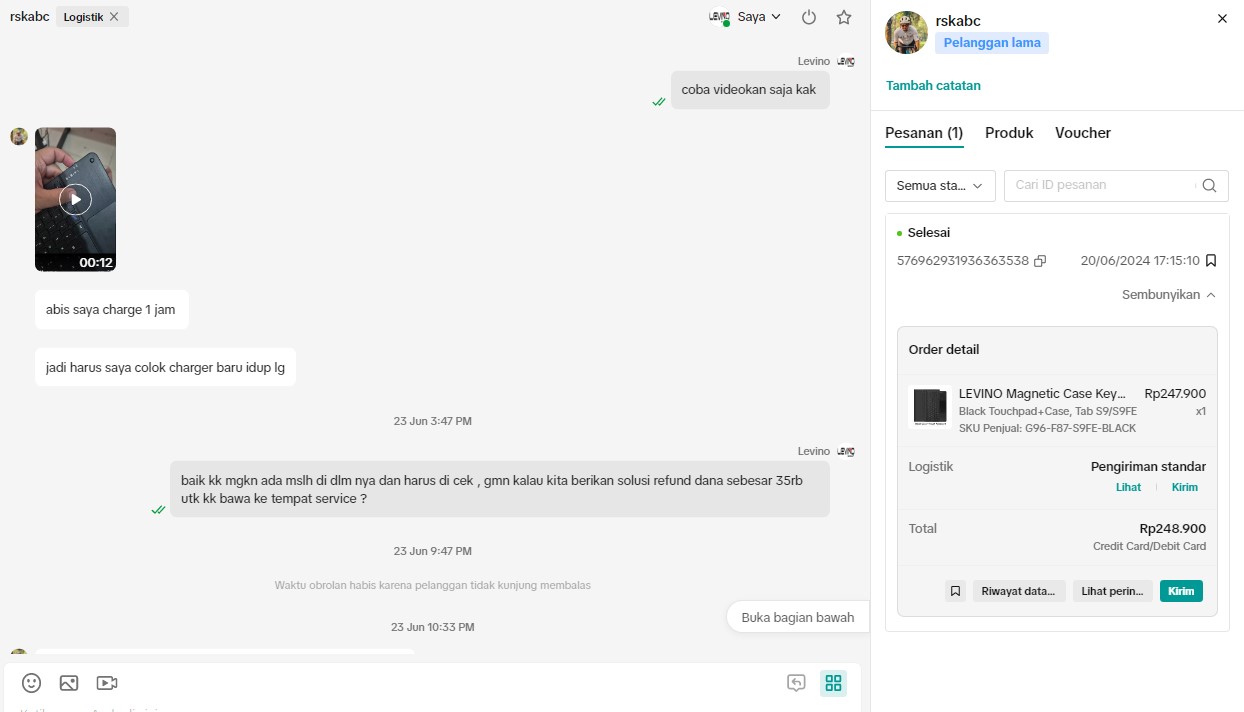 rskabc
Logistik
LEVINO
Saya
Levino
LEVINO
coba videokan saja kak
00:12
abis saya charge 1 jam
jadi harus saya colok charger baru idup lg
23 Jun 3:47 PM
Levino
LEVINO
baik kk mgkn ada mslh di dlm nya dan harus di cek , gmn kalau kita berikan solusi refund dana sebesar 35rb
utk kk bawa ke tempat service ?
23 Jun 9:47 PM
Waktu obrolan habis karena pelanggan tidak kunjung membalas
Buka bagian bawah
23 Jun 10:33 PM
rskabc
Pelanggan lama
Tambah catatan
Pesanan (1)
Produk
Voucher
Semua sta...
Cari ID pesanan
Selesai
576962931936363538
20/06/2024 17:15:10
Sembunyikan
Order detail
LEVINO Magnetic Case Key...
Rp247.900
Black Touchpad+Case, Tab S9/S9FE
x1
SKU Penjual: G96-F87-S9FE-BLACK
Logistik
Pengiriman standar
Lihat
Kirim
Total
Rp248.900
Credit Card/Debit Card
Riwayat data...
Lihat perin...
Kirim